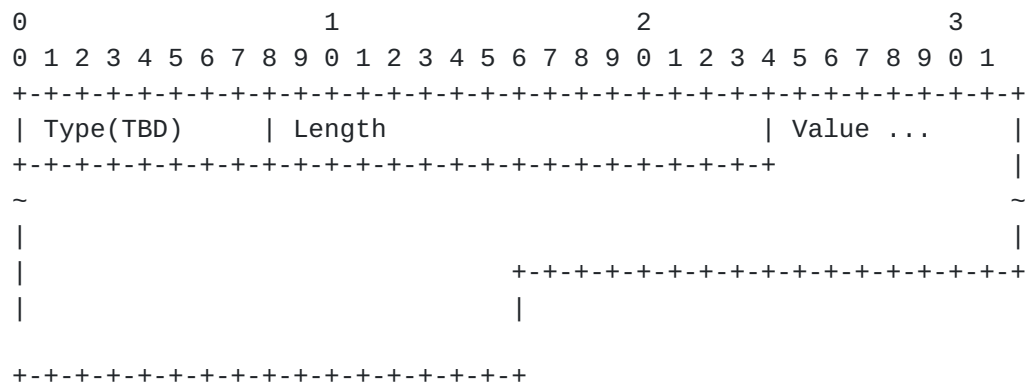 0                   1                   2                   3
0 1 2 3 4 5 6 7 8 9 0 1 2 3 4 5 6 7 8 9 0 1 2 3 4 5 6 7 8 9 0 1
+-+-+-+-+-+-+-+-+-+-+-+-+-+-+-+-+-+-+-+-+-+-+-+-+-+-+-+-+-+-+-+-+
| Type(TBD)     | Length                        | Value ...     |
+-+-+-+-+-+-+-+-+-+-+-+-+-+-+-+-+-+-+-+-+-+-+-+-+               |
~                                                               ~
|                                                               |
|                               +-+-+-+-+-+-+-+-+-+-+-+-+-+-+-+-+
|                               |
+-+-+-+-+-+-+-+-+-+-+-+-+-+-+-+-+